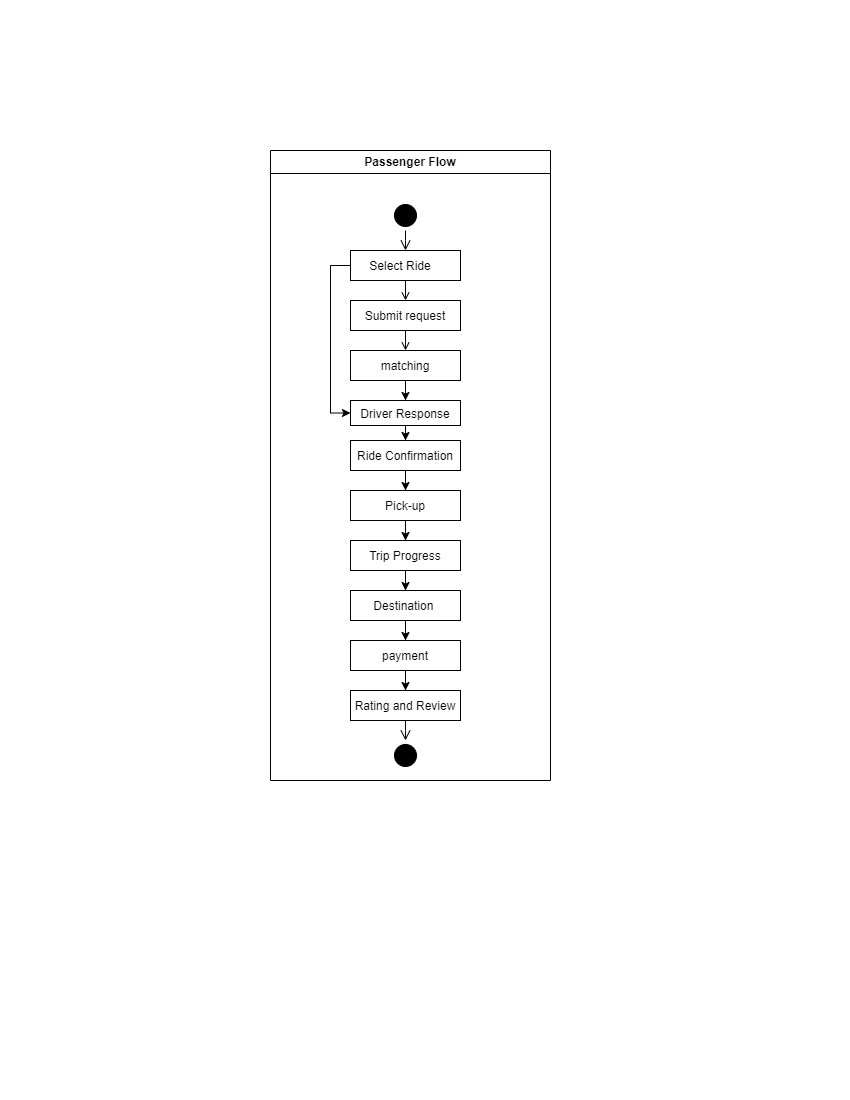 Passenger Flow
Select Ride
Submit request
matching
Driver Response
Ride Confirmation
Pick-up
Trip Progress
Destination
payment
Rating and Review